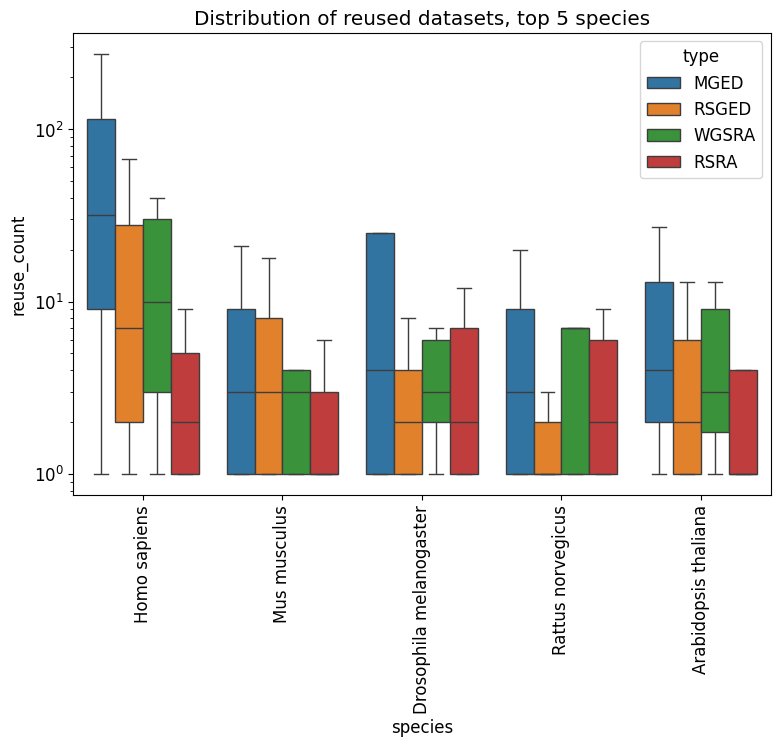 Distribution of reused datasets, top 5 species
type
MGED
RSGED
WGSRA
RSRA
reuse_count
10²
10¹
10⁰
Homo sapiens
Mus musculus
Drosophila melanogaster
Rattus norvegicus
Arabidopsis thaliana
species